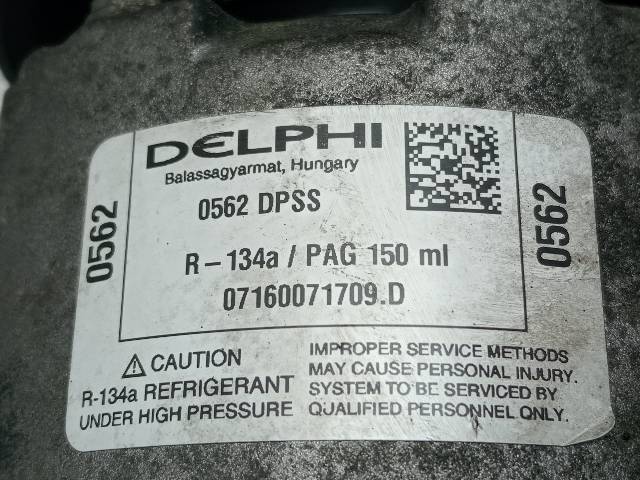 DELPHI
Balassagyarmat, Hungary
0562 DPSS
0562
0562
R-134a / PAG 150 ml
07160071709.D
⚠ CAUTION
R-134a REFRIGERANT
UNDER HIGH PRESSURE
IMPROPER SERVICE METHODS
MAY CAUSE PERSONAL INJURY.
SYSTEM TO BE SERVICED BY
QUALIFIED PERSONNEL ONLY.